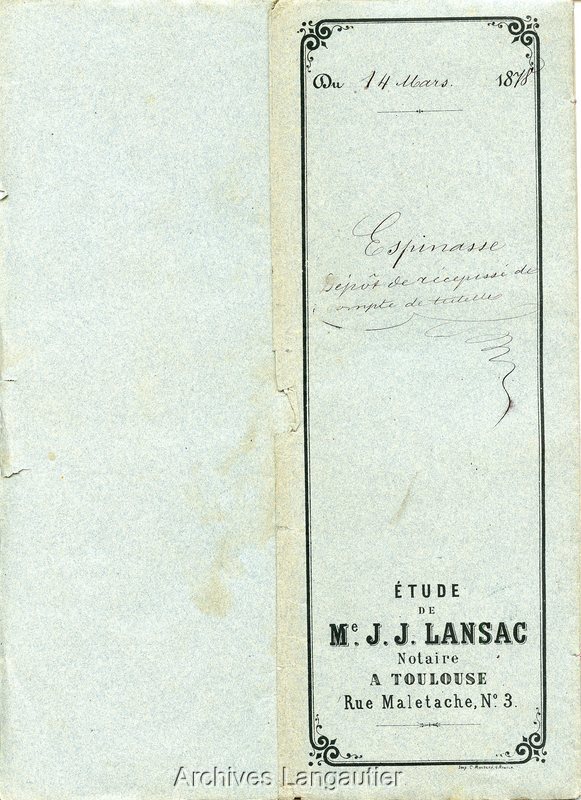 Du 14 Mars. 1878
Espinasse
Dépôt de récépissé de
compte de tutelle
ÉTUDE
DE
Me. J. J. LANSAC
Notaire
A TOULOUSE
Rue Maletache, No. 3.
Archives Langautier